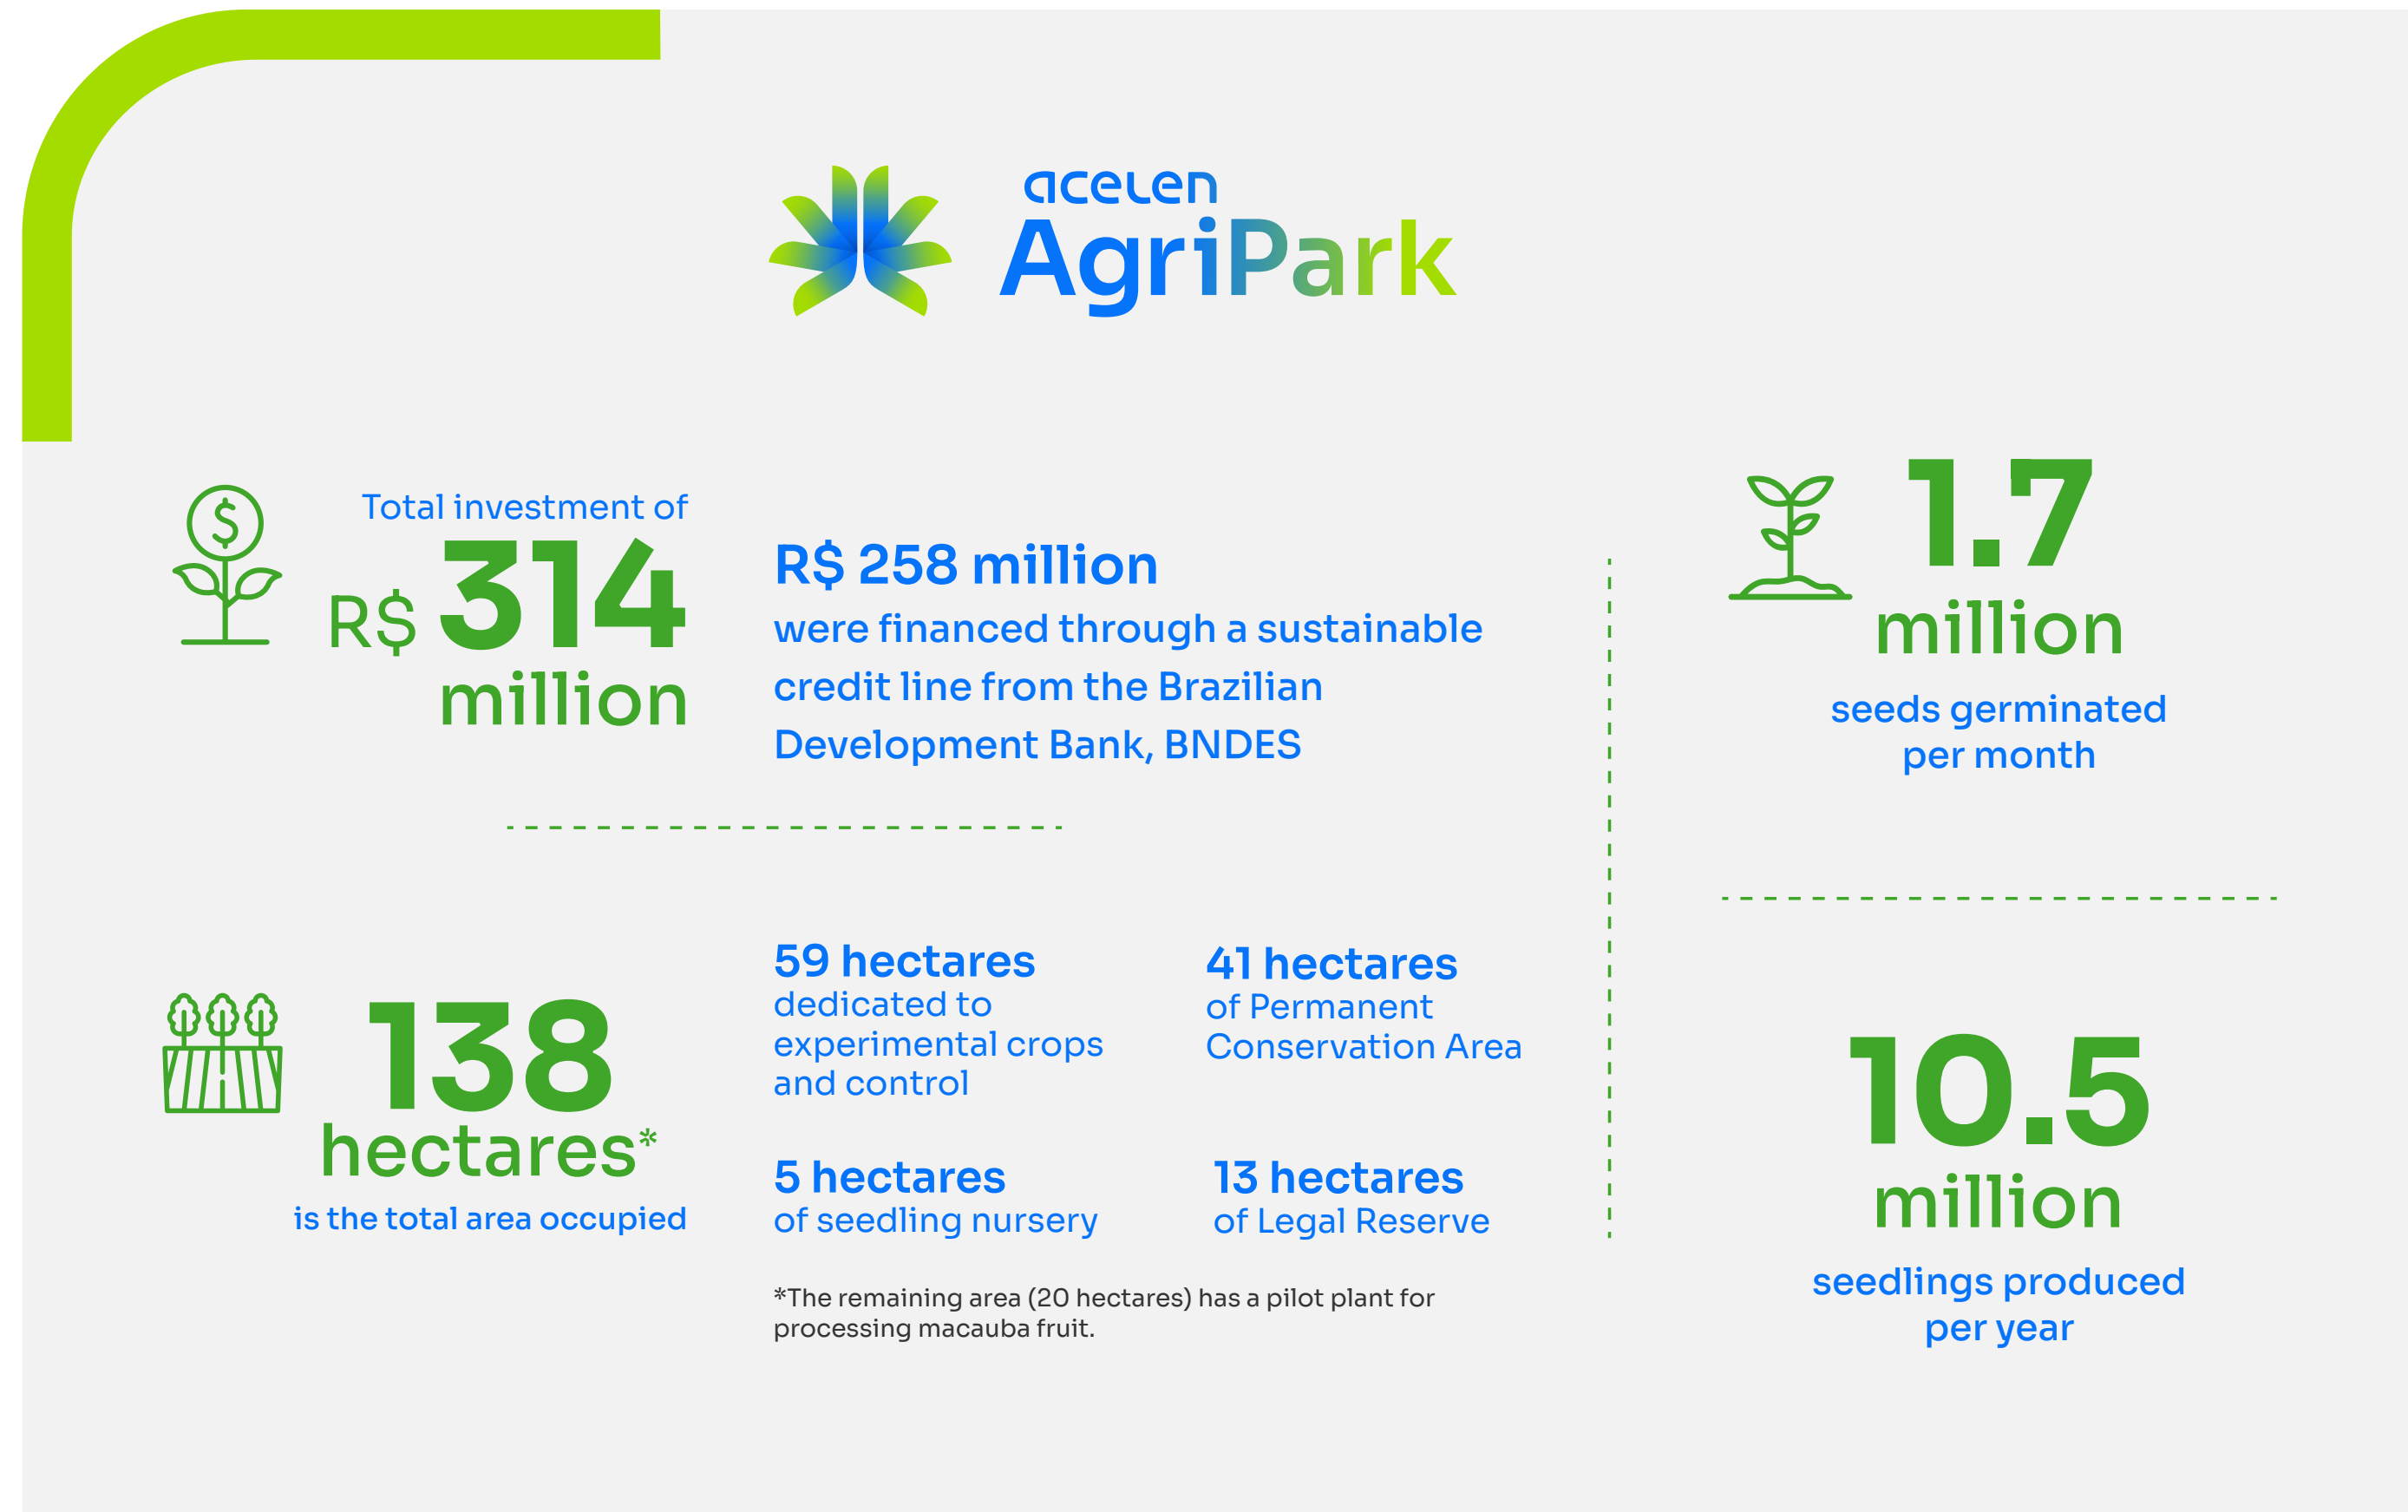 acelen
AgriPark
Total investment of
R$ 314
million
R$ 258 million
were financed through a sustainable
credit line from the Brazilian
Development Bank, BNDES
138
hectares*
is the total area occupied
59 hectares
dedicated to
experimental crops
and control
41 hectares
of Permanent
Conservation Area
5 hectares
of seedling nursery
13 hectares
of Legal Reserve
*The remaining area (20 hectares) has a pilot plant for
processing macauba fruit.
1.7
million
seeds germinated
per month
10.5
million
seedlings produced
per year